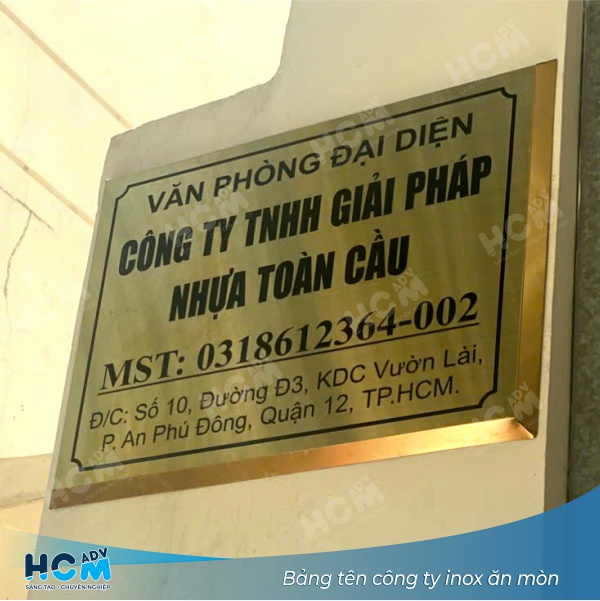 VĂN PHÒNG ĐẠI DIỆN
CÔNG TY TNHH GIẢI PHÁP
NHỰA TOÀN CẦU
MST: 0318612364-002
Đ/C: Số 10, Đường Đ3, KDC Vườn Lài,
P. An Phú Đông, Quận 12, TP.HCM.
HCM ADV
SÁNG TẠO - CHUYÊN NGHIỆP
Bảng tên công ty inox ăn mòn